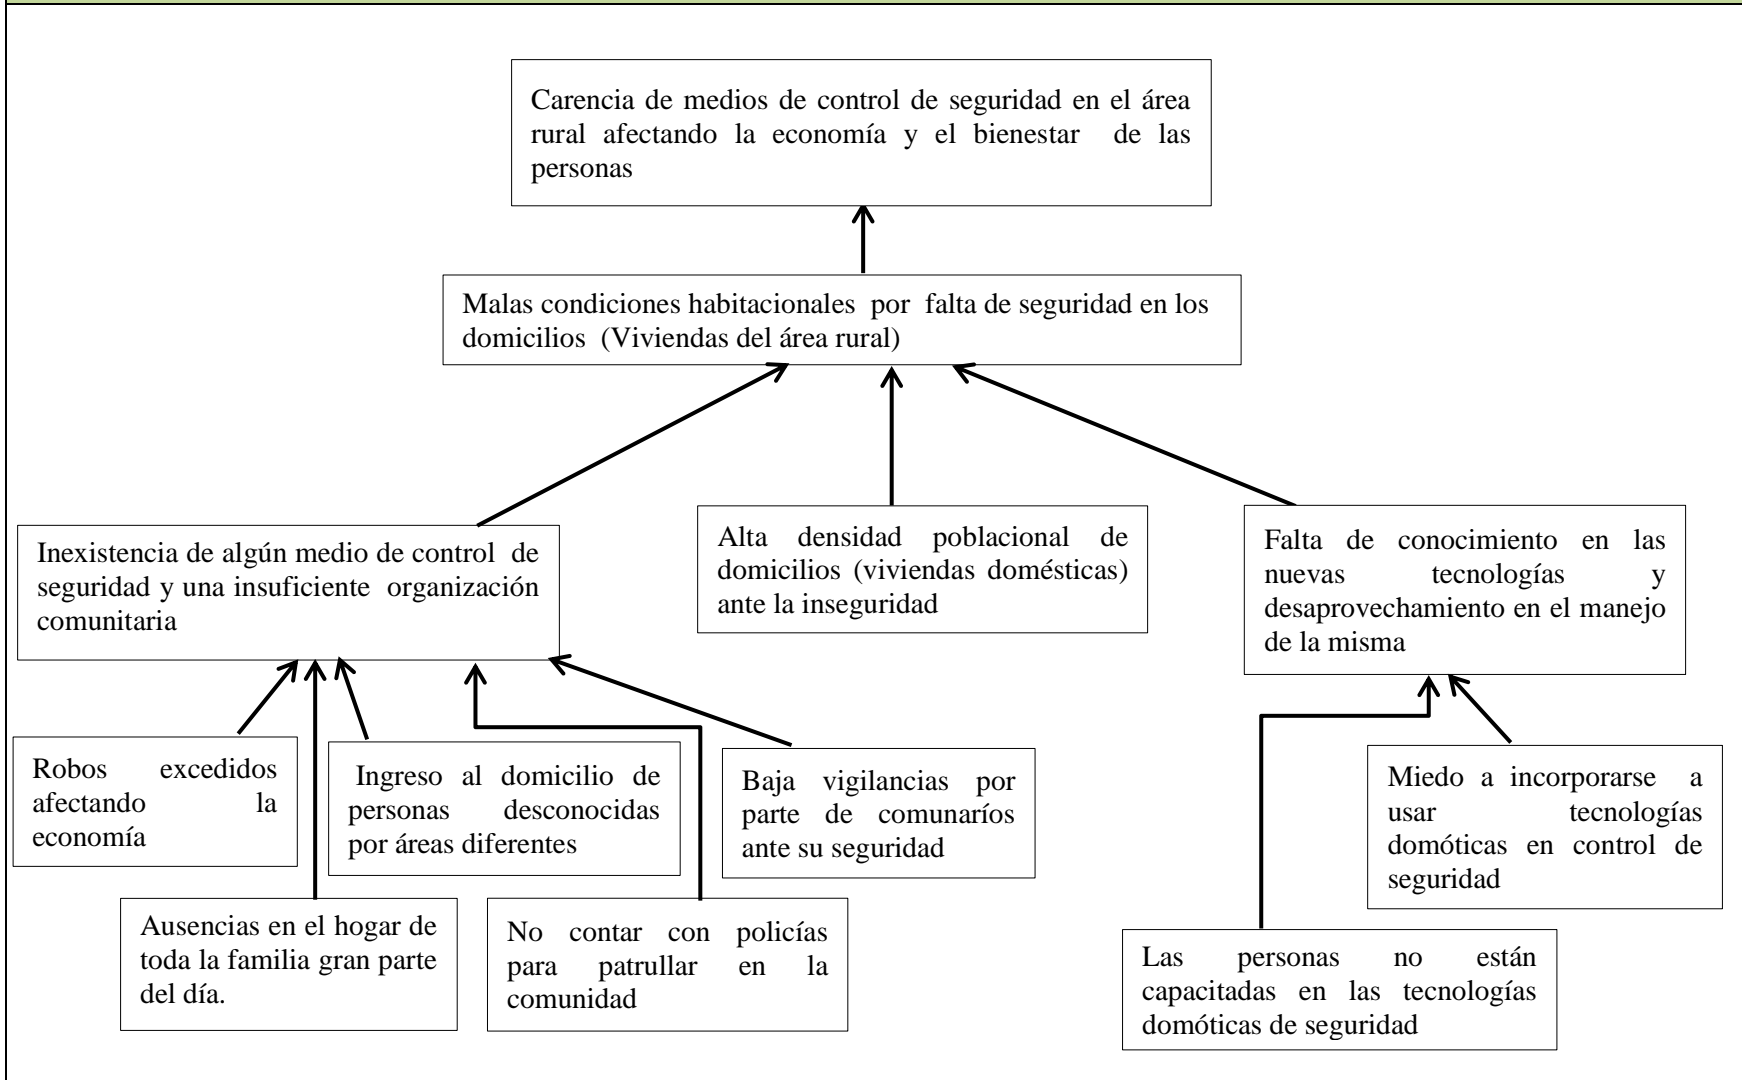 Carencia de medios de control de seguridad en el área
rural afectando la economía y el bienestar de las
personas
Malas condiciones habitacionales por falta de seguridad en los
domicilios (Viviendas del área rural)
Inexistencia de algún medio de control de
seguridad y una insuficiente organización
comunitaria
Alta densidad poblacional de
domicilios (viviendas domésticas)
ante la inseguridad
Falta de conocimiento en las
nuevas tecnologías y
desaprovechamiento en el manejo
de la misma
Robos excedidos
afectando la
economía
Ingreso al domicilio de
personas desconocidas
por áreas diferentes
Baja vigilancias por
parte de comunaríos
ante su seguridad
Miedo a incorporarse a
usar tecnologías
domóticas en control de
seguridad
Ausencias en el hogar de
toda la familia gran parte
del día.
No contar con policías
para patrullar en la
comunidad
Las personas no están
capacitadas en las tecnologías
domóticas de seguridad